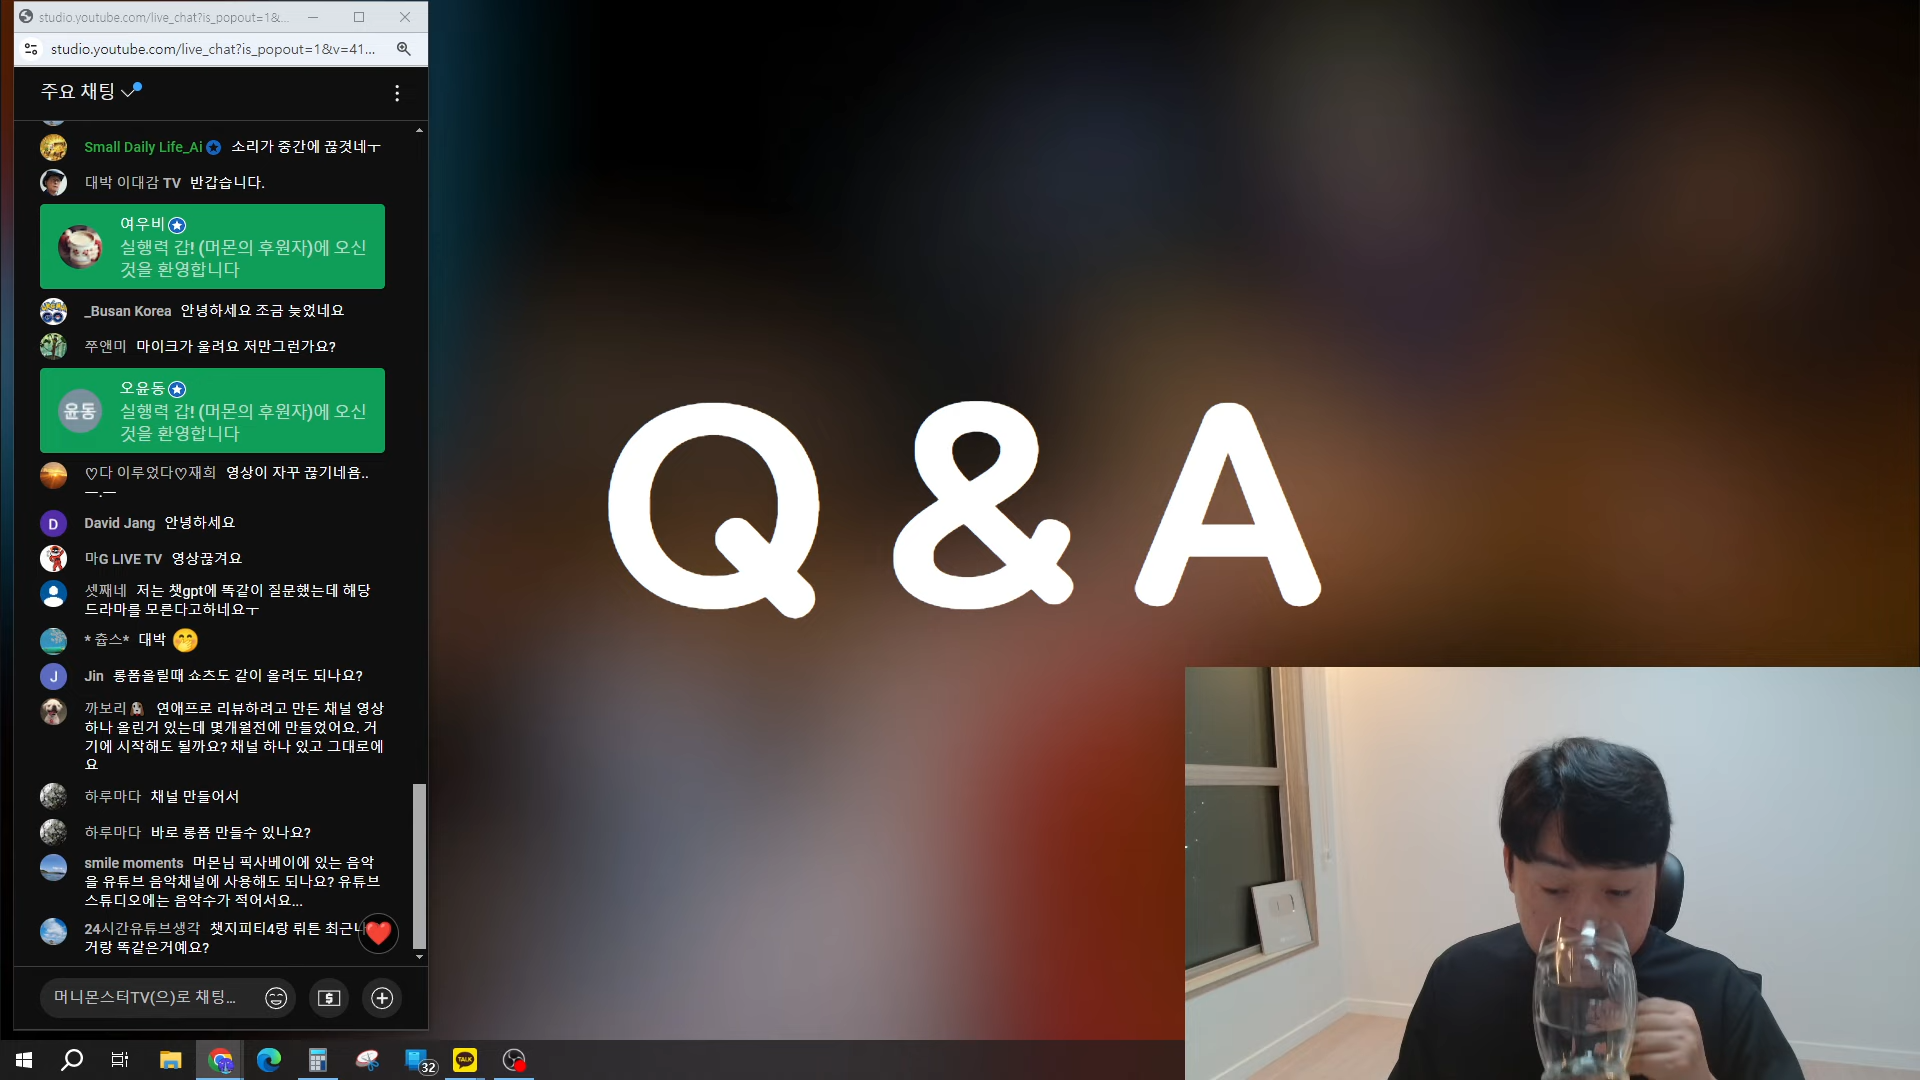 studio.youtube.com/live_chat?is_popout=1&...
studio.youtube.com/live_chat?is_popout=1&v=41...
주요 채팅
Small Daily Life_Ai 소리가 중간에 끊겻네ㅜ
대박 이대감 TV 반갑습니다.
여우비
실행력 갑! (머몬의 후원자)에 오신
것을 환영합니다
_Busan Korea 안녕하세요 조금 늦었네요
쭈앤미 마이크가 울려요 저만그런가요?
윤동
오윤동
실행력 갑! (머몬의 후원자)에 오신
것을 환영합니다
♡다 이루었다♡재희 영상이 자꾸 끊기네욤..
ㅡ.ㅡ
D David Jang 안녕하세요
마G LIVE TV 영상끊겨요
셋째네 저는 챗gpt에 똑같이 질문했는데 해당
드라마를 모른다고하네요ㅜ
* 츕스* 대박 🤭
J Jin 롱폼올릴때 쇼츠도 같이 올려도 되나요?
까보리 연애프로 리뷰하려고 만든 채널 영상
하나 올린거 있는데 몇개월전에 만들었어요. 거
기에 시작해도 될까요? 채널 하나 있고 그대로에
요
하루마다 채널 만들어서
하루마다 바로 롱폼 만들수 있나요?
smile moments 머몬님 픽사베이에 있는 음악
을 유튜브 음악채널에 사용해도 되나요? 유튜브
스튜디오에는 음악수가 적어서요...
24시간유튜브생각 챗지피티4랑 뤼튼 최근
거랑 똑같은거예요?
머니몬스터TV(으)로 채팅...
Q & A
32
TALK